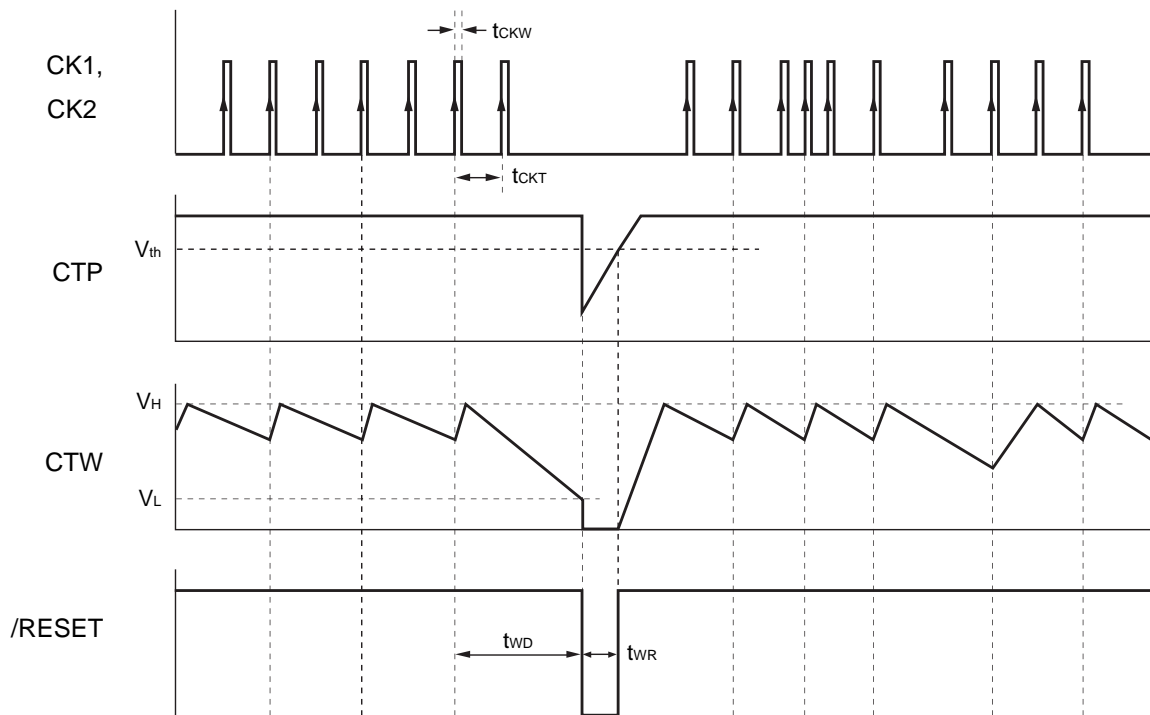 tCKW
CK1,
CK2
tCKT
Vth
CTP
VH
CTW
VL
/RESET
tWD
tWR